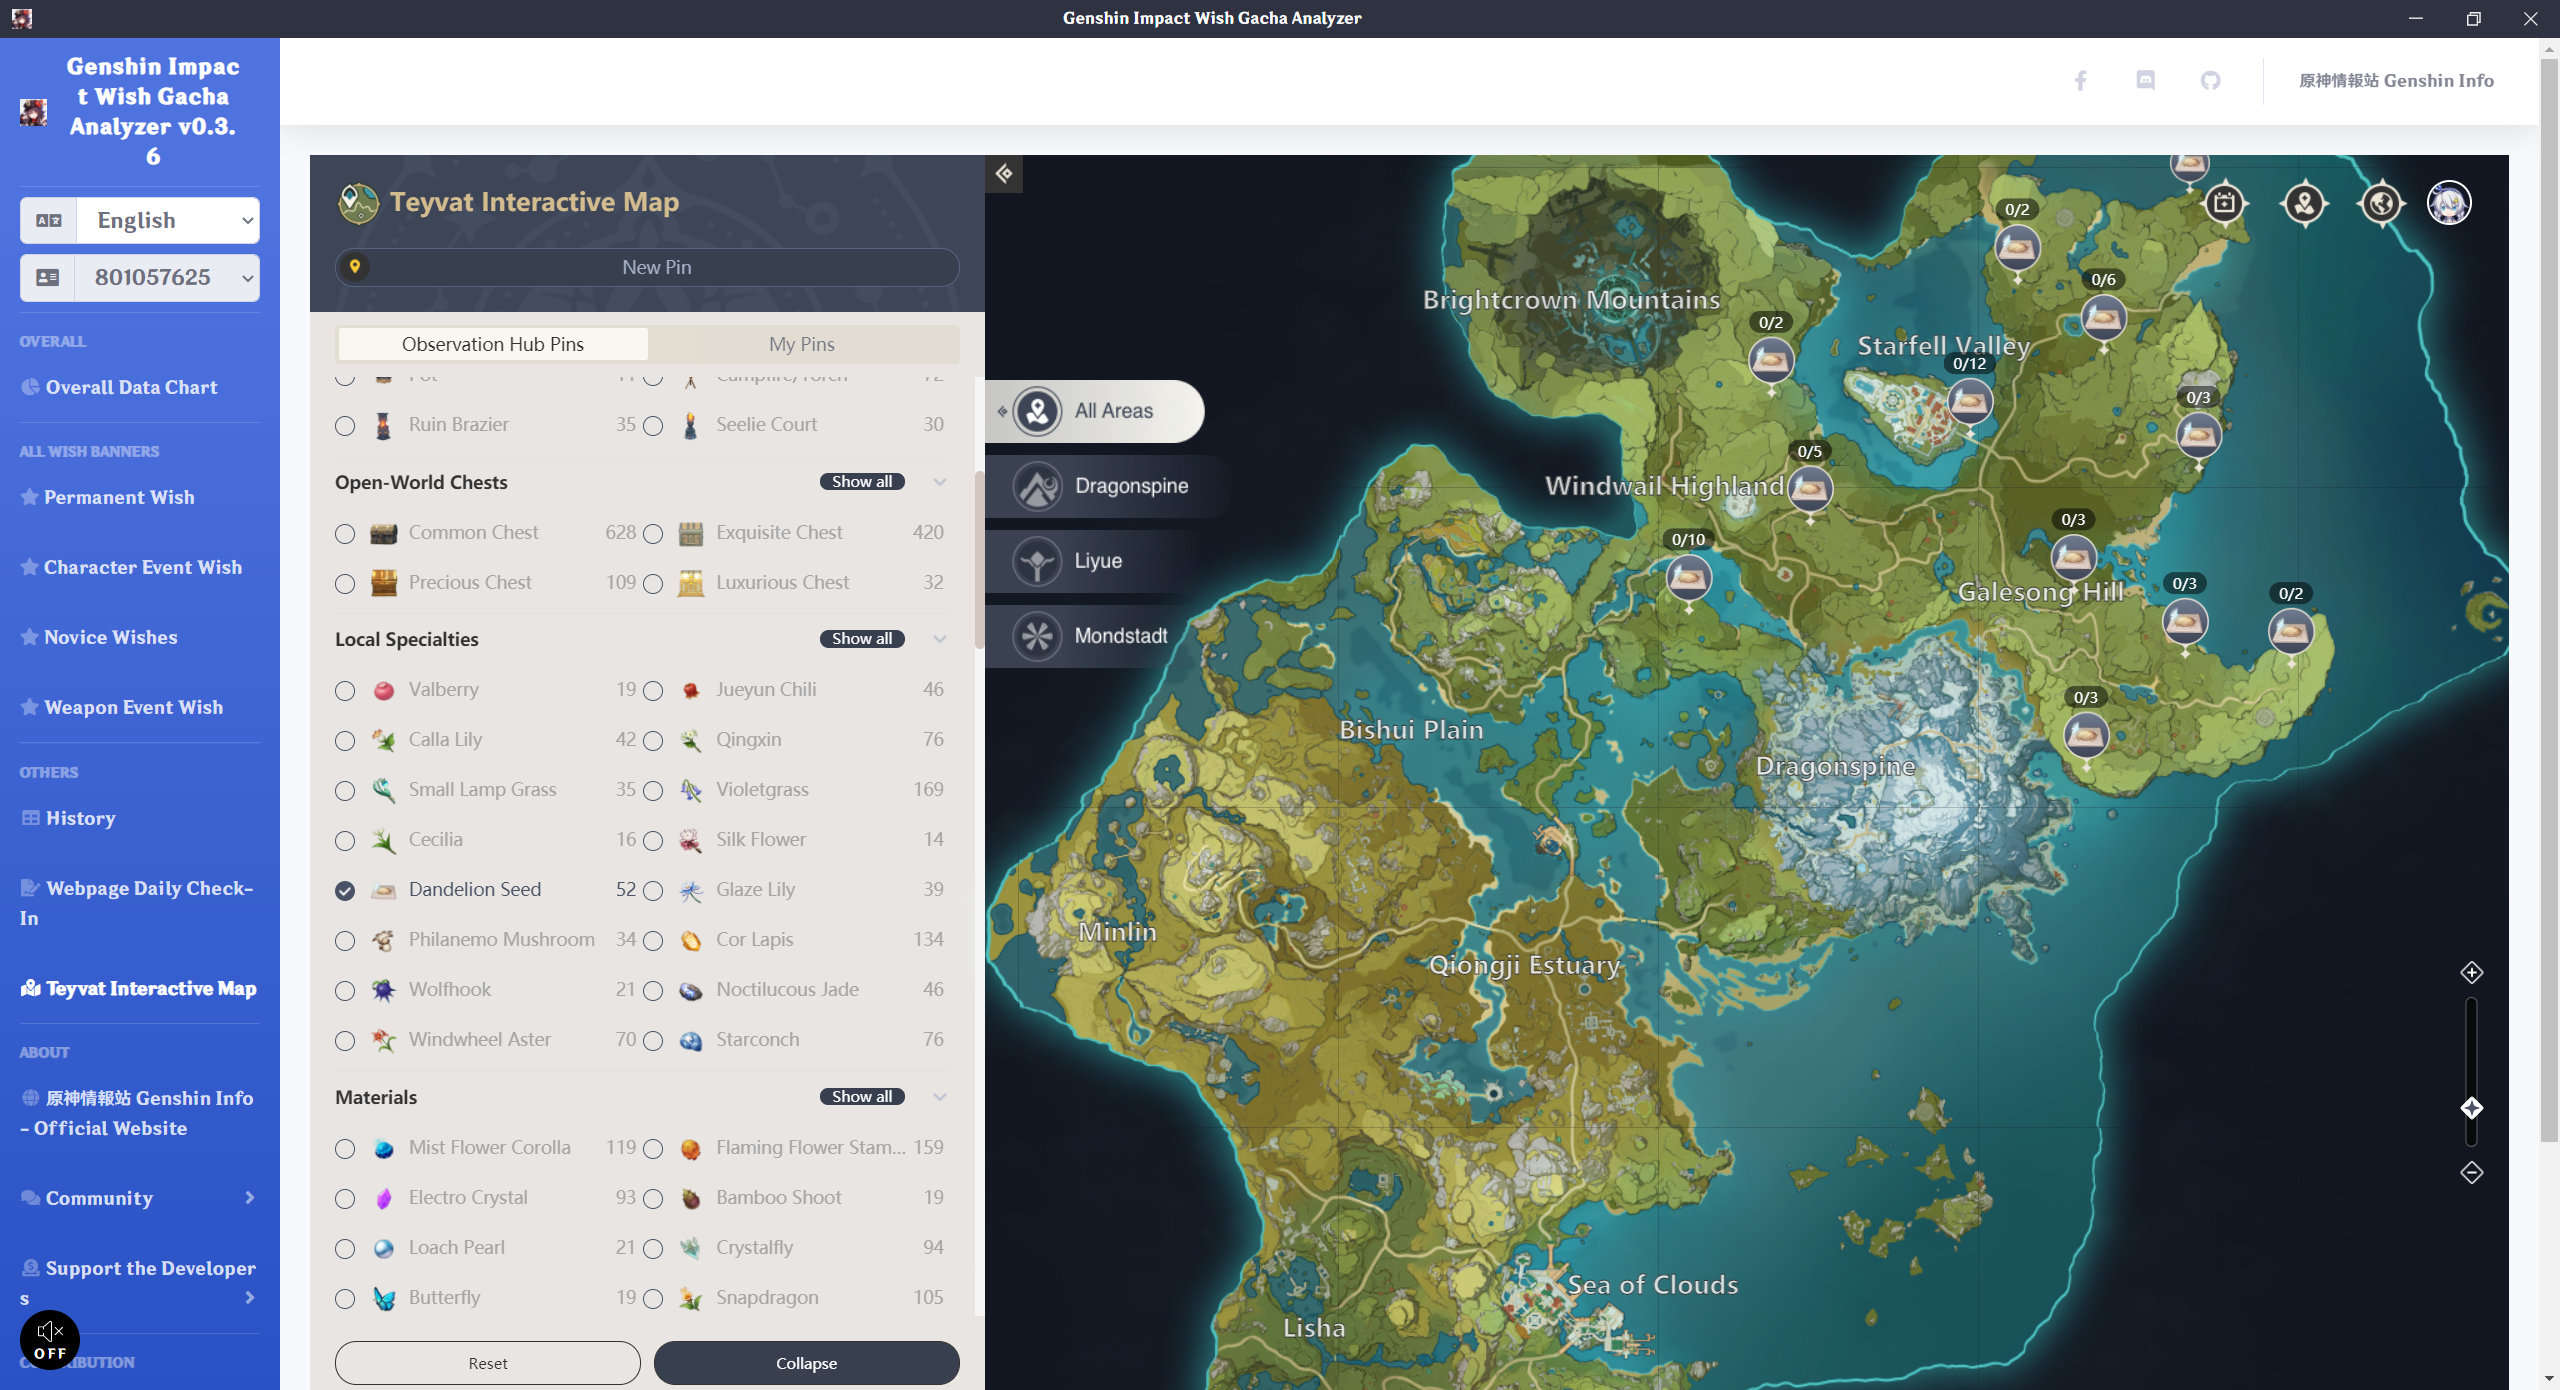 Genshin Impact Wish Gacha Analyzer
Genshin Impac
t Wish Gacha
Analyzer v0.3.
6
English
801057625
OVERALL
Overall Data Chart
ALL WISH BANNERS
Permanent Wish
Character Event Wish
Novice Wishes
Weapon Event Wish
OTHERS
History
Webpage Daily Check-
In
Teyvat Interactive Map
ABOUT
原神情報站 Genshin Info
- Official Website
Community
Support the Developer
s
OFF
原神情報站 Genshin Info
Teyvat Interactive Map
New Pin
Observation Hub Pins
My Pins
Ruin Brazier 35
Seelie Court 30
Open-World Chests
Show all
Common Chest 628
Exquisite Chest 420
Precious Chest 109
Luxurious Chest 32
Local Specialties
Show all
Valberry 19
Jueyun Chili 46
Calla Lily 42
Qingxin 76
Small Lamp Grass 35
Violetgrass 169
Cecilia 16
Silk Flower 14
Dandelion Seed 52
Glaze Lily 39
Philanemo Mushroom 34
Cor Lapis 134
Wolfhook 21
Noctilucous Jade 46
Windwheel Aster 70
Starconch 76
Materials
Show all
Mist Flower Corolla 119
Flaming Flower Stam... 159
Electro Crystal 93
Bamboo Shoot 19
Loach Pearl 21
Crystalfly 94
Butterfly 19
Snapdragon 105
Reset
Collapse
All Areas
Dragonspine
Liyue
Mondstadt
0/2
0/6
Brightcrown Mountains
0/2
Starfell Valley
0/12
0/3
0/5
Windwail Highland
0/3
0/10
Galesong Hill
0/3
0/2
0/3
Bishui Plain
Dragonspine
Minlin
Qiongji Estuary
Sea of Clouds
Lisha